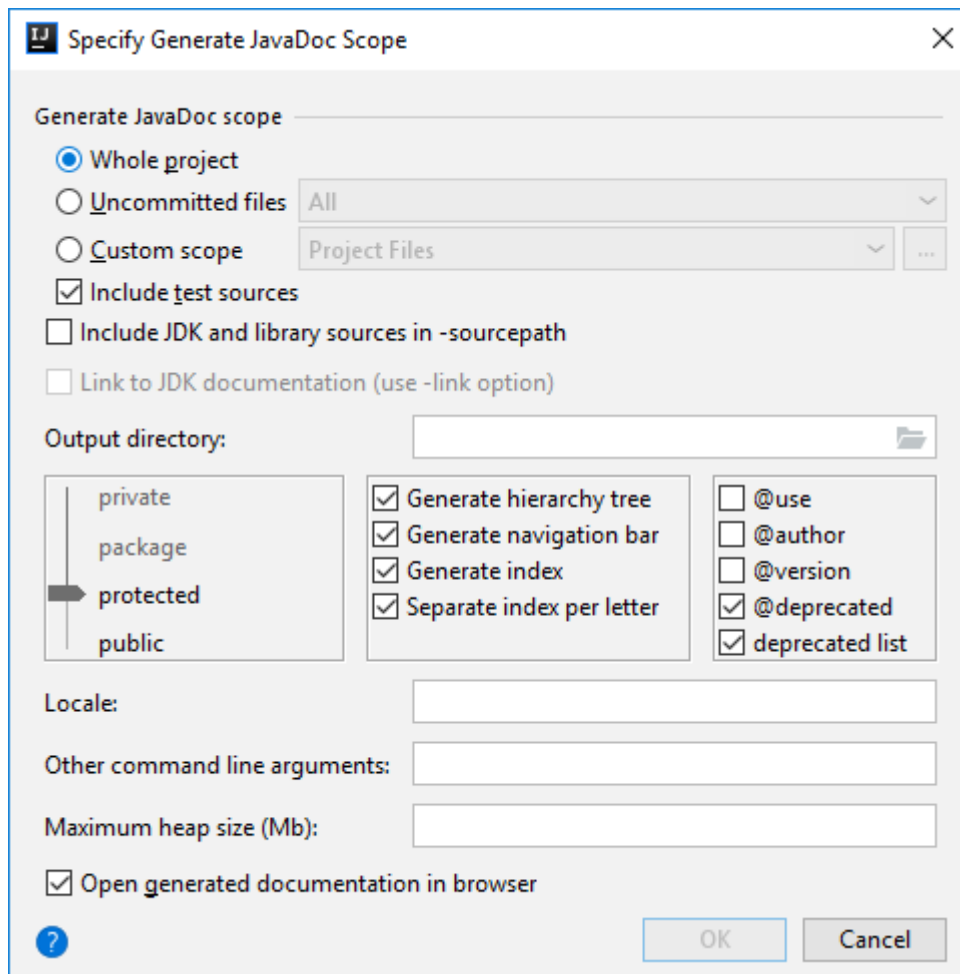 IJ
Specify Generate JavaDoc Scope
Generate JavaDoc scope
Whole project
Uncommitted files All
Custom scope Project Files ...
Include test sources
Include JDK and library sources in -sourcepath
Link to JDK documentation (use -link option)
Output directory:
private
package
protected
public
Generate hierarchy tree
Generate navigation bar
Generate index
Separate index per letter
@use
@author
@version
@deprecated
deprecated list
Locale:
Other command line arguments:
Maximum heap size (Mb):
Open generated documentation in browser
?
OK Cancel